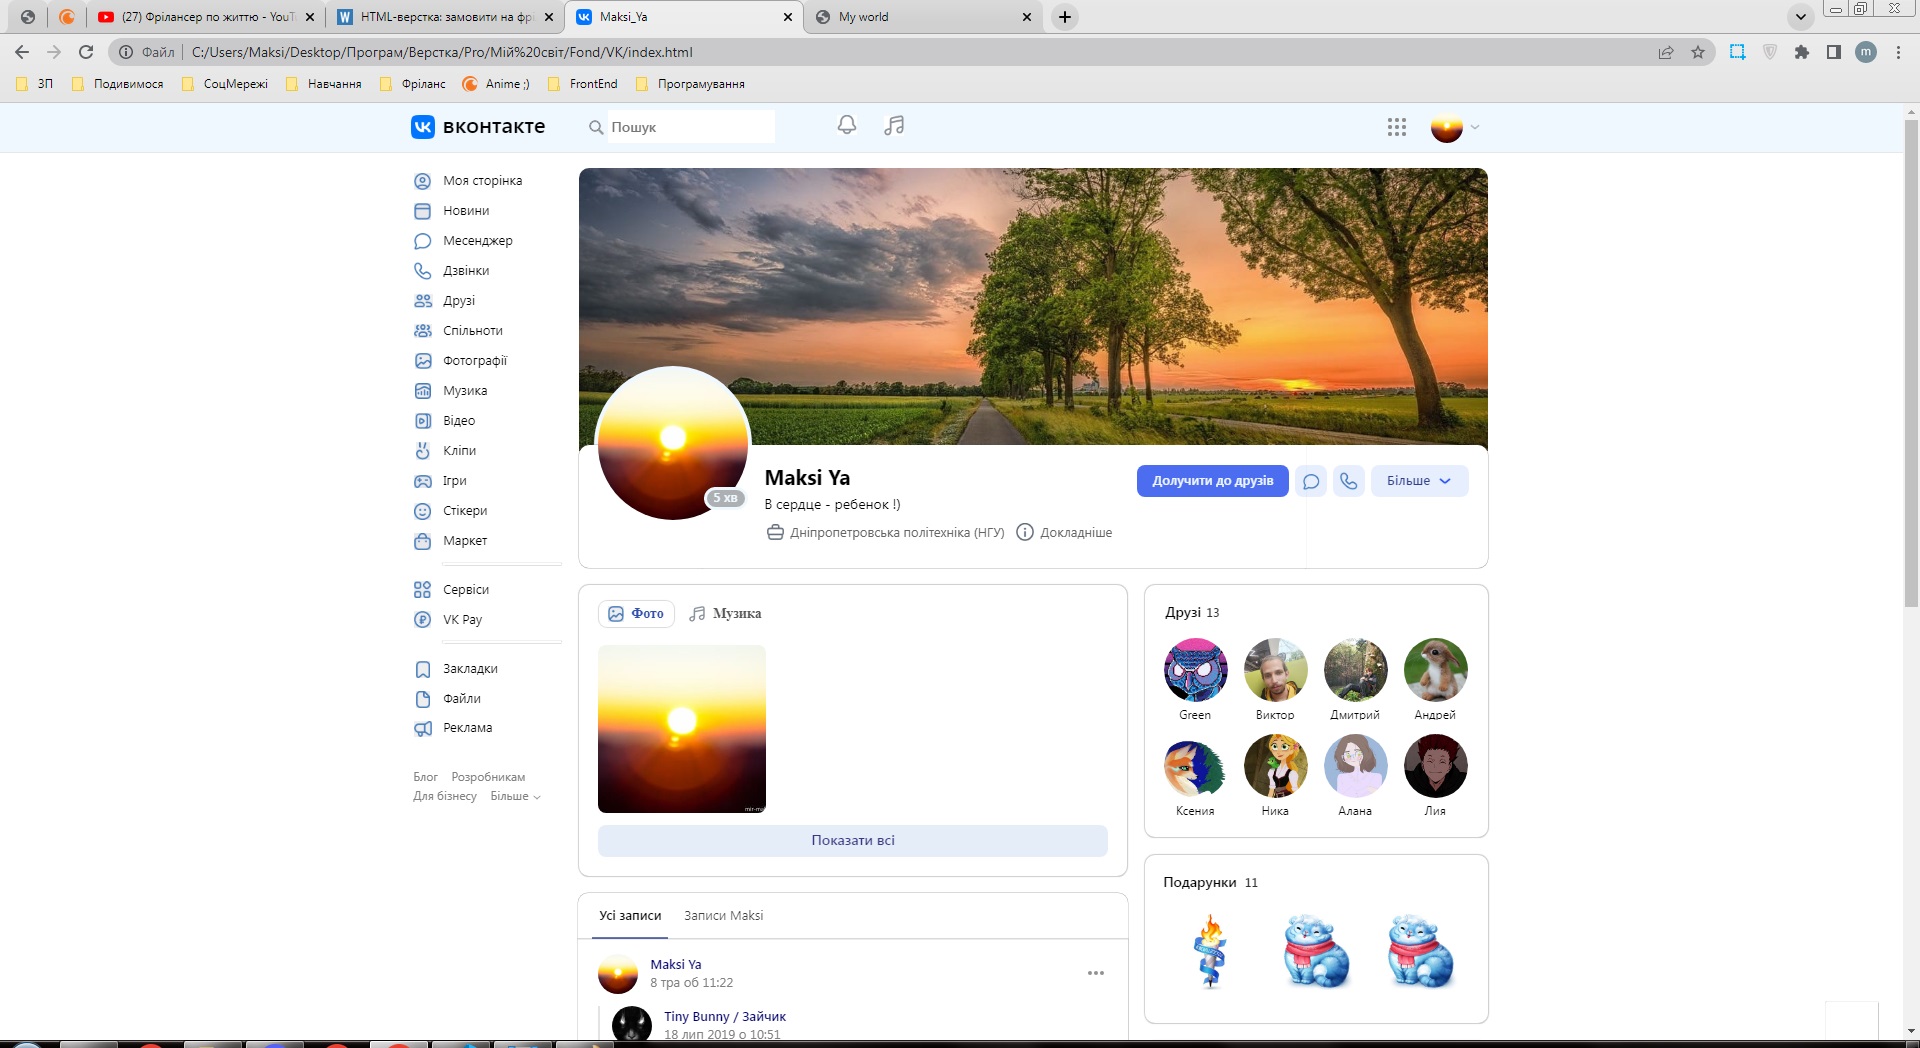 (27) Фрілансер по життю - YouT
HTML-верстка: замовити на фрі
Maksi_Ya
My world
Файл
C:/Users/Maksi/Desktop/Програм/Верстка/Pro/Мій%20світ/Fond/VK/index.html
m
ЗП
Подивимося
СоцМережі
Навчання
Фріланс
Anime ;)
FrontEnd
Програмування
вконтакте
Пошук
Моя сторінка
Новини
Месенджер
Дзвінки
Друзі
Спільноти
Фотографії
Музика
Відео
Кліпи
Ігри
Стікери
Маркет
Сервіси
VK Pay
Закладки
Файли
Реклама
Блог Розробникам
Для бізнесу Більше
5 хв
Maksi Ya
В сердце - ребенок !)
Дніпропетровська політехніка (НГУ)
Докладніше
Долучити до друзів
Більше
Фото
Музика
Показати всі
Друзі 13
Green
Виктор
Дмитрий
Андрей
Ксения
Ника
Алана
Лия
Подарунки 11
Усі записи
Записи Maksi
Maksi Ya
8 тра об 11:22
Tiny Bunny / Зайчик
18 лип 2019 о 10:51